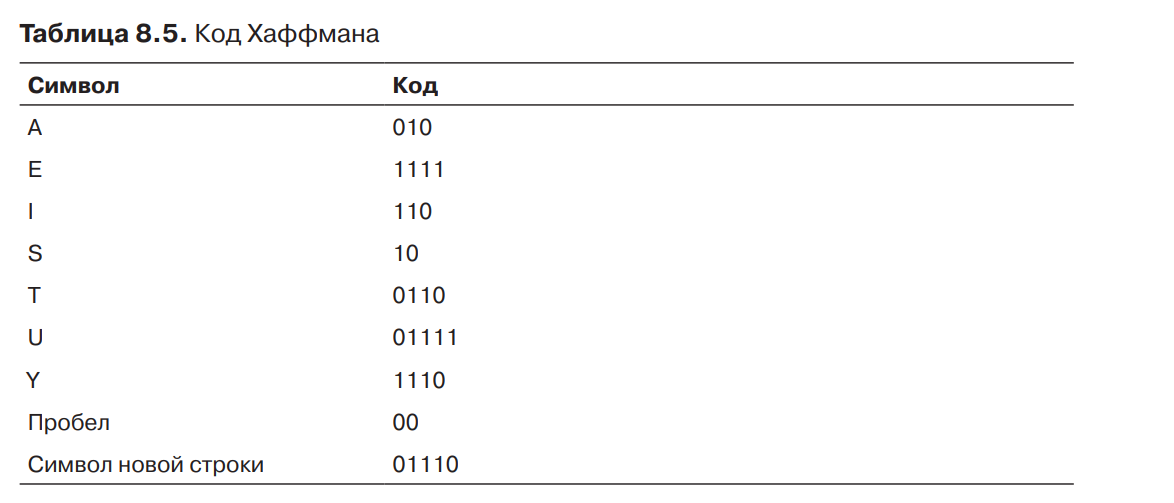 Таблица 8.5. Код Хаффмана
Символ Код
A 010
E 1111
I 110
S 10
T 0110
U 01111
Y 1110
Пробел 00
Символ новой строки 01110